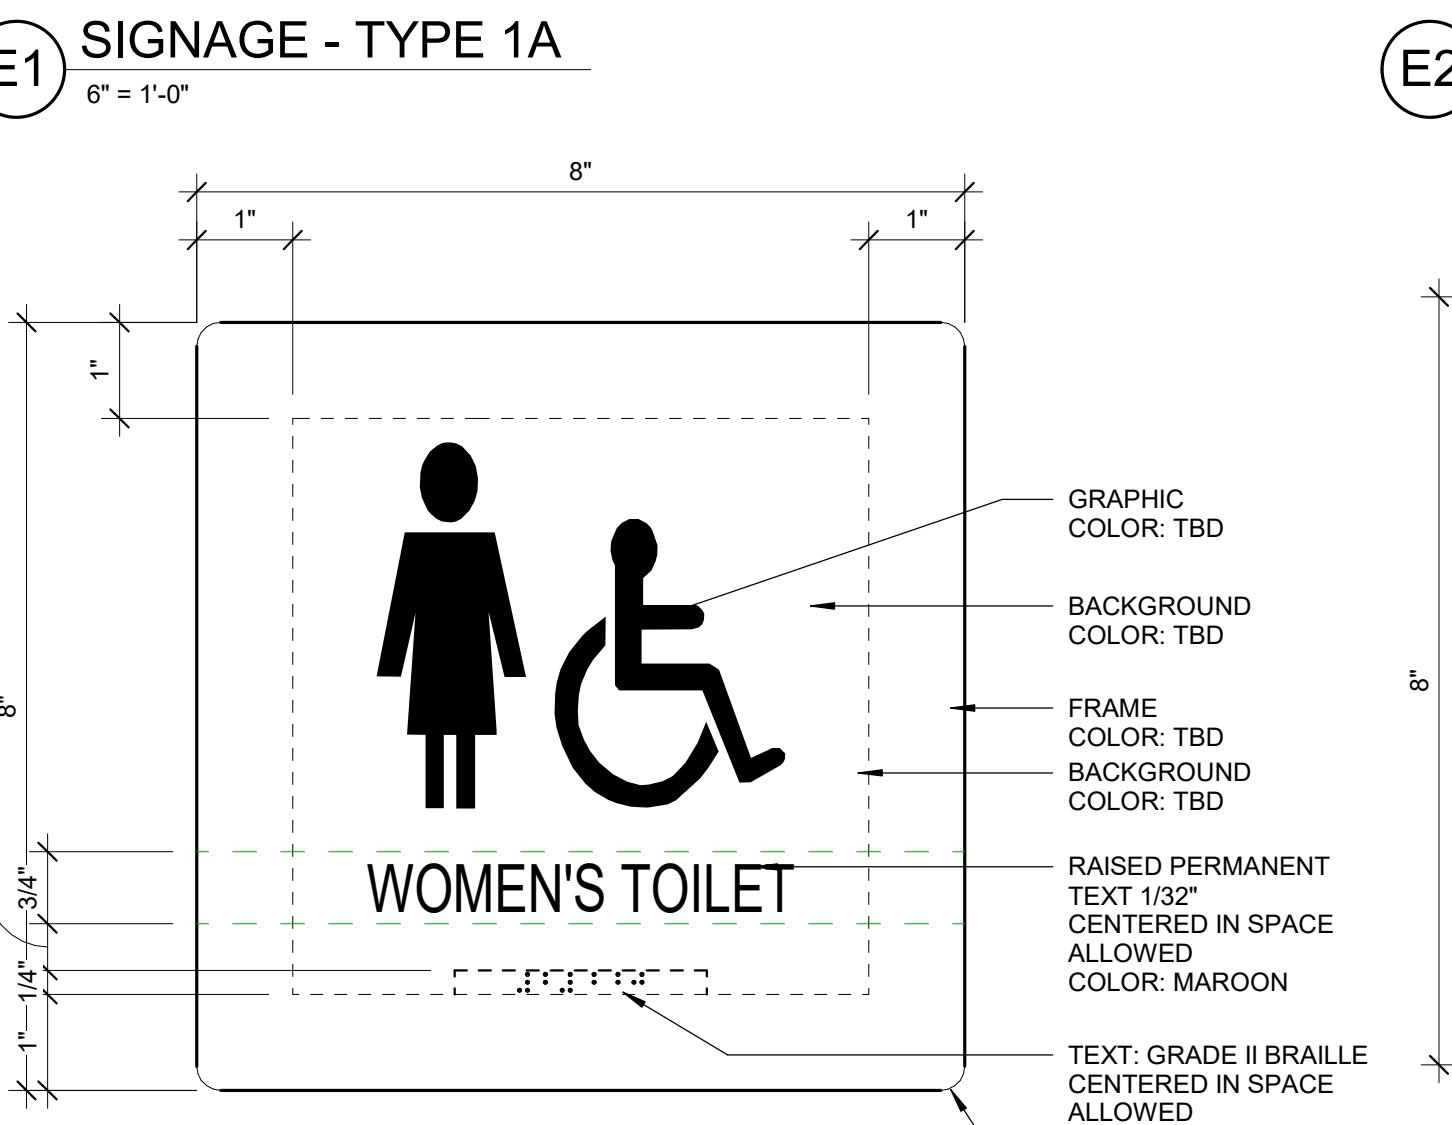 E1
SIGNAGE - TYPE 1A
6" = 1'-0"
E2
8"
1"
1"
1"
8"
8"
GRAPHIC
COLOR: TBD
BACKGROUND
COLOR: TBD
FRAME
COLOR: TBD
BACKGROUND
COLOR: TBD
WOMEN'S TOILET
3/4"
1/4"
1"
RAISED PERMANENT
TEXT 1/32"
CENTERED IN SPACE
ALLOWED
COLOR: MAROON
TEXT: GRADE II BRAILLE
CENTERED IN SPACE
ALLOWED